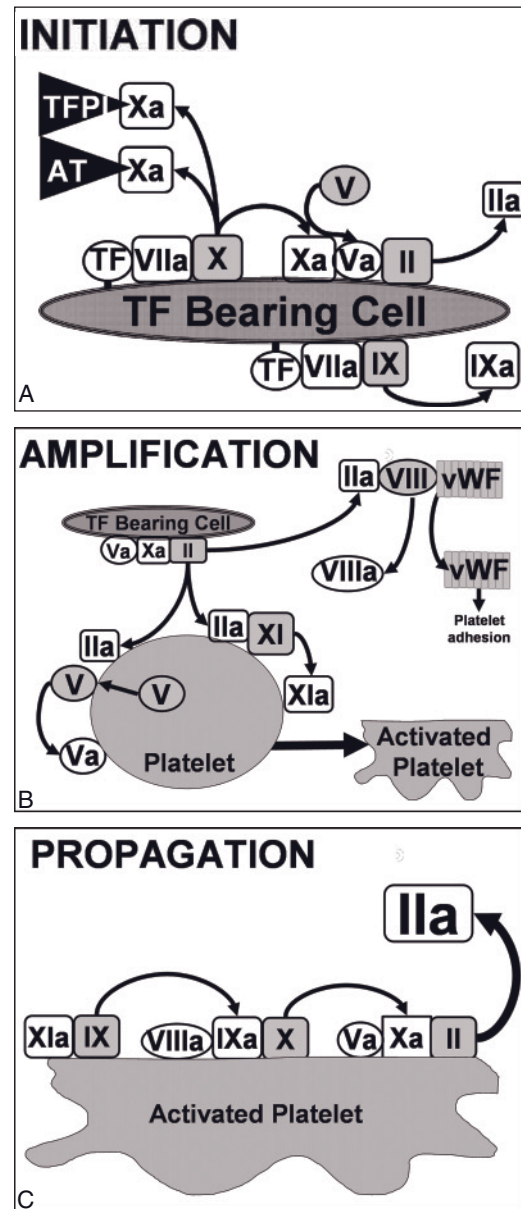 INITIATION
TFPI Xa
AT Xa
V
IIa
TF VIIa X Xa Va II
TF Bearing Cell
TF VIIa IX IXa
A
AMPLIFICATION
IIa VIII vWF
TF Bearing Cell
Va Xa II
VIIIa vWF
Platelet
adhesion
IIa IIa XI
V V XIa
Va Platelet
Activated
Platelet
B
PROPAGATION
IIa
XIa IX VIIIa IXa X Va Xa II
Activated Platelet
C